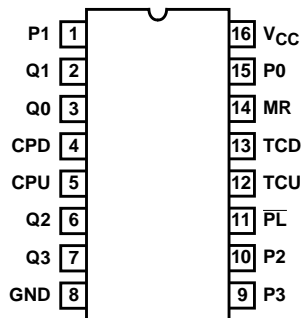 P1 1 16 VCC
Q1 2 15 P0
Q0 3 14 MR
CPD 4 13 TCD
CPU 5 12 TCU
Q2 6 11 P̅L̅
Q3 7 10 P2
GND 8 9 P3